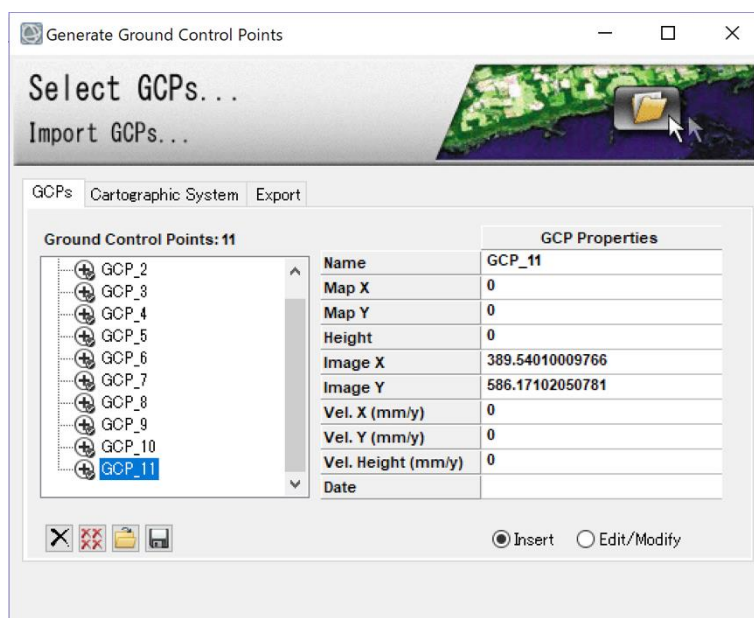 Generate Ground Control Points
Select GCPs...
Import GCPs...
GCPs Cartographic System Export
Ground Control Points: 11
GCP_2
GCP_3
GCP_4
GCP_5
GCP_6
GCP_7
GCP_8
GCP_9
GCP_10
GCP_11
GCP Properties
Name GCP_11
Map X 0
Map Y 0
Height 0
Image X 389.54010009766
Image Y 586.17102050781
Vel. X (mm/y) 0
Vel. Y (mm/y) 0
Vel. Height (mm/y) 0
Date
Insert Edit/Modify